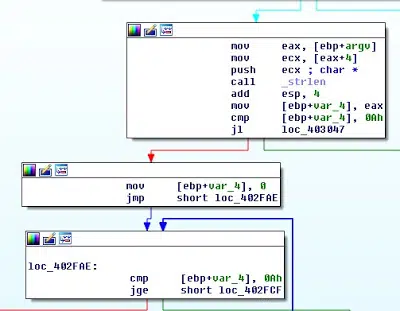 mov eax, [ebp+argv]
mov ecx, [eax+4]
push ecx ; char *
call _strlen
add esp, 4
mov [ebp+var_4], eax
cmp [ebp+var_4], 0Ah
jl loc_403047
mov [ebp+var_4], 0
jmp short loc_402FAE
loc_402FAE:
cmp [ebp+var_4], 0Ah
jge short loc_402FCF